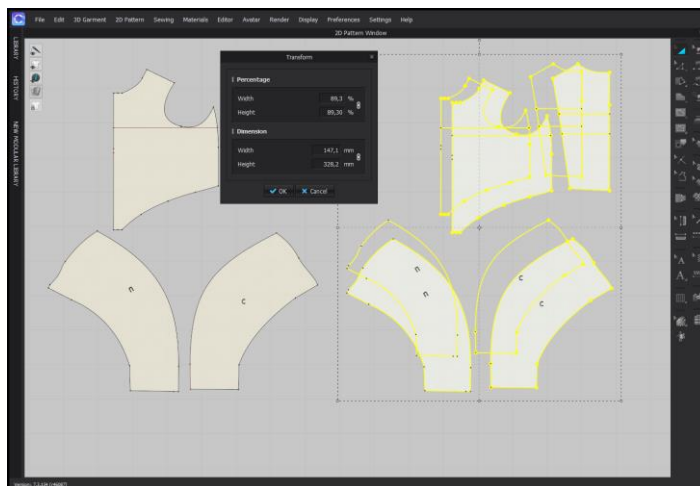 File Edit 3D Garment 2D Pattern Sewing Materials Editor Avatar Render Display Preferences Settings Help
2D Pattern Window
LIBRARY
HISTORY
NEW MODULAR LIBRARY
Transform
Percentage
Width 89,3 %
Height 89,30 %
Dimension
Width 147,1 mm
Height 328,2 mm
OK Cancel